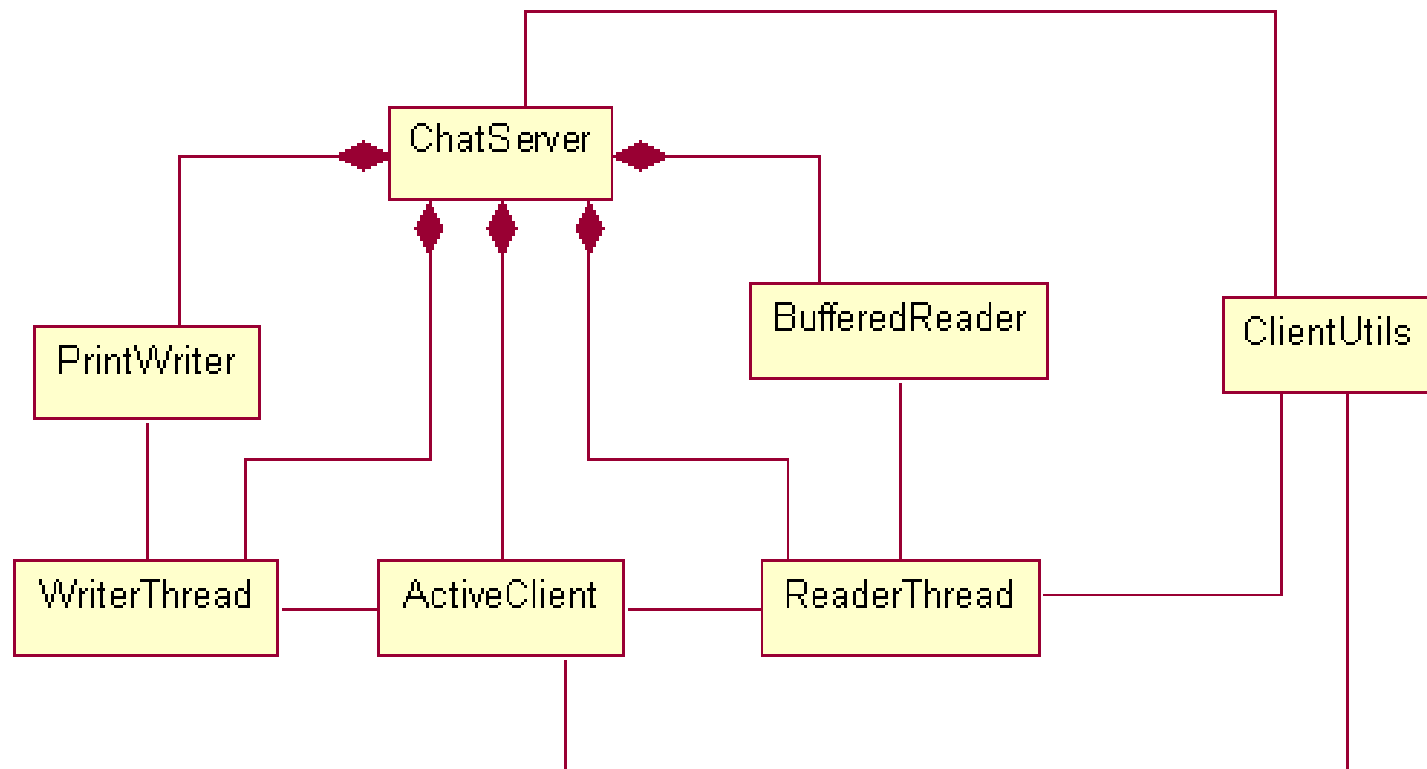 ChatServer
BufferedReader
ClientUtils
PrintWriter
WriterThread
ActiveClient
ReaderThread